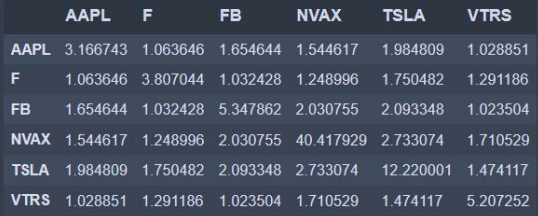 AAPL F FB NVAX TSLA VTRS
AAPL 3.166743 1.063646 1.654644 1.544617 1.984809 1.028851
F 1.063646 3.807044 1.032428 1.248996 1.750482 1.291186
FB 1.654644 1.032428 5.347862 2.030755 2.093348 1.023504
NVAX 1.544617 1.248996 2.030755 40.417929 2.733074 1.710529
TSLA 1.984809 1.750482 2.093348 2.733074 12.220001 1.474117
VTRS 1.028851 1.291186 1.023504 1.710529 1.474117 5.207252